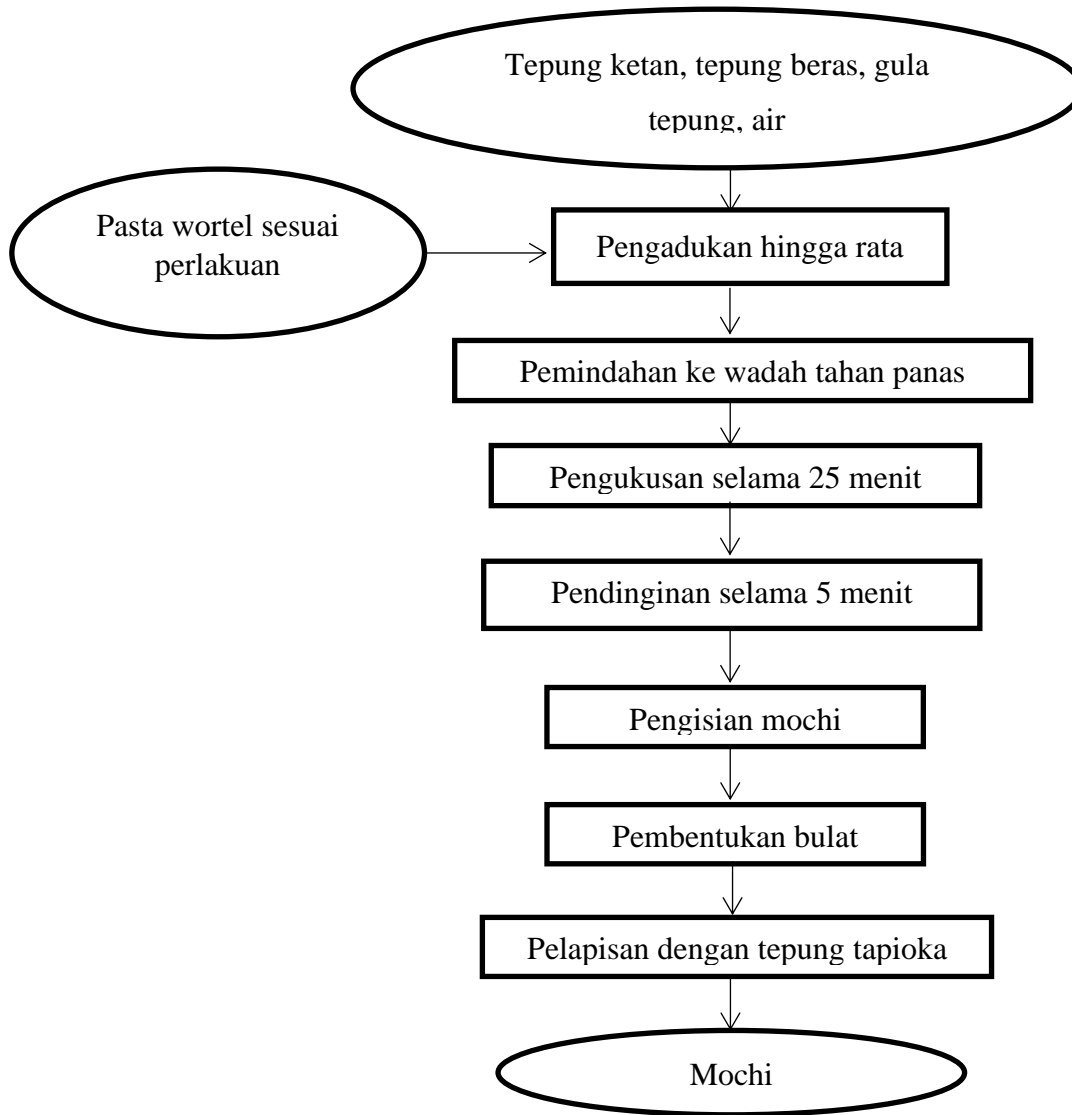 Tepung ketan, tepung beras, gula
tepung, air
Pasta wortel sesuai
perlakuan
Pengadukan hingga rata
Pemindahan ke wadah tahan panas
Pengukusan selama 25 menit
Pendinginan selama 5 menit
Pengisian mochi
Pembentukan bulat
Pelapisan dengan tepung tapioka
Mochi